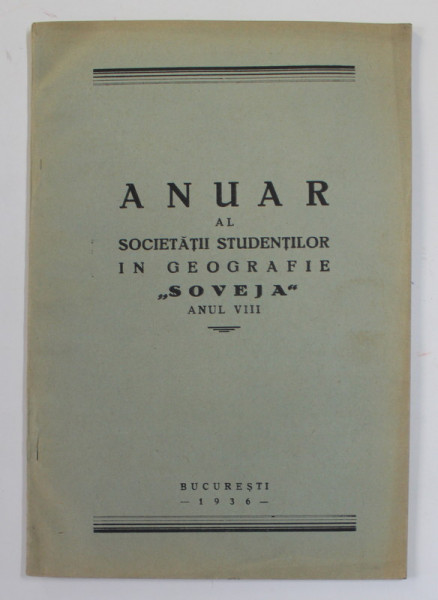 ANUAR
AL
SOCIETĂȚII STUDENȚILOR
IN GEOGRAFIE
„SOVEJA“
ANUL VIII
BUCUREȘTI
— 1936 —